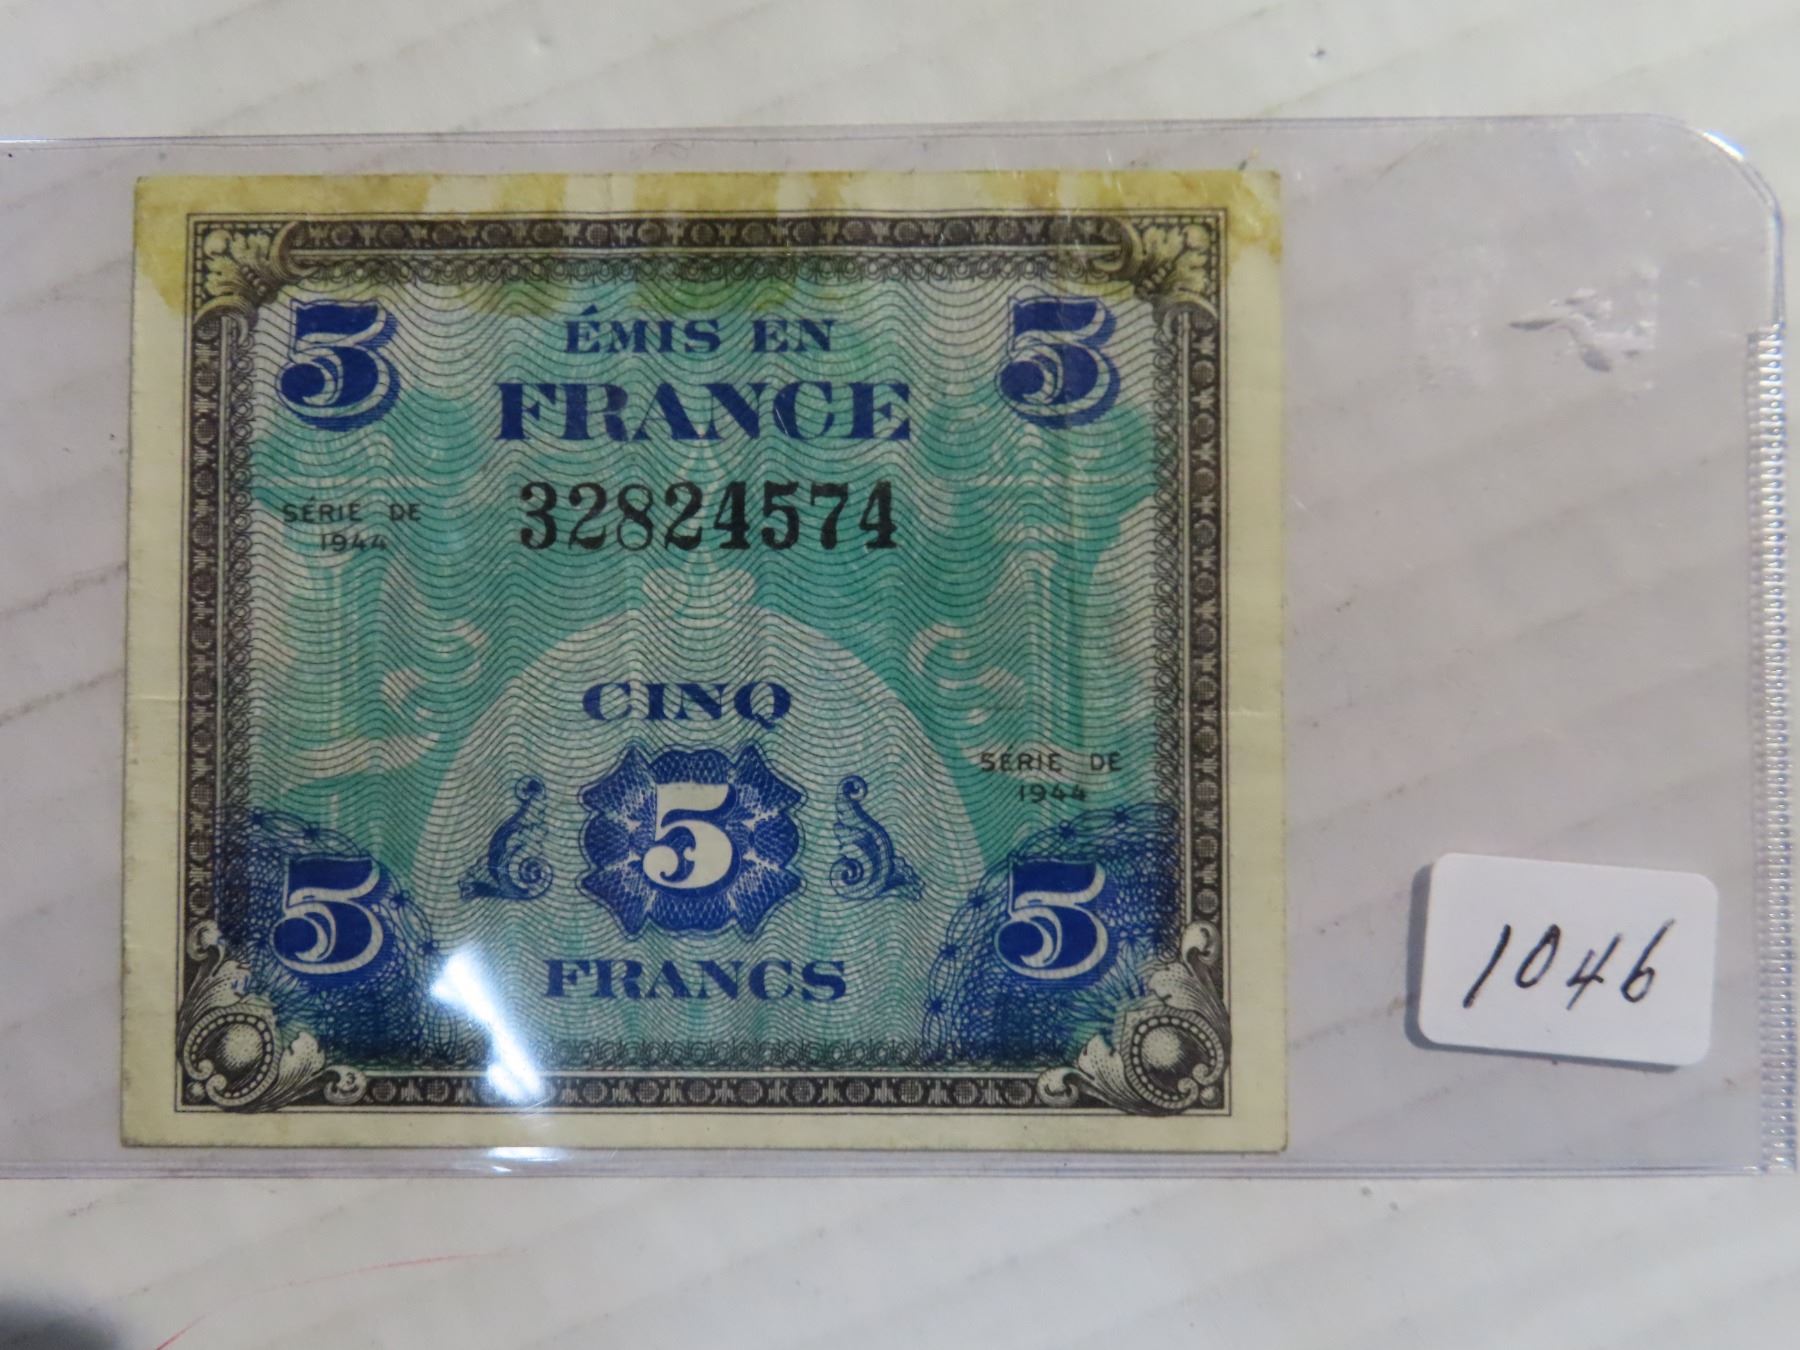 5 5
ÉMIS EN
FRANCE
32824574
SÉRIE DE
1944
CINQ
5
SÉRIE DE
1944
5 5
FRANCS
1046